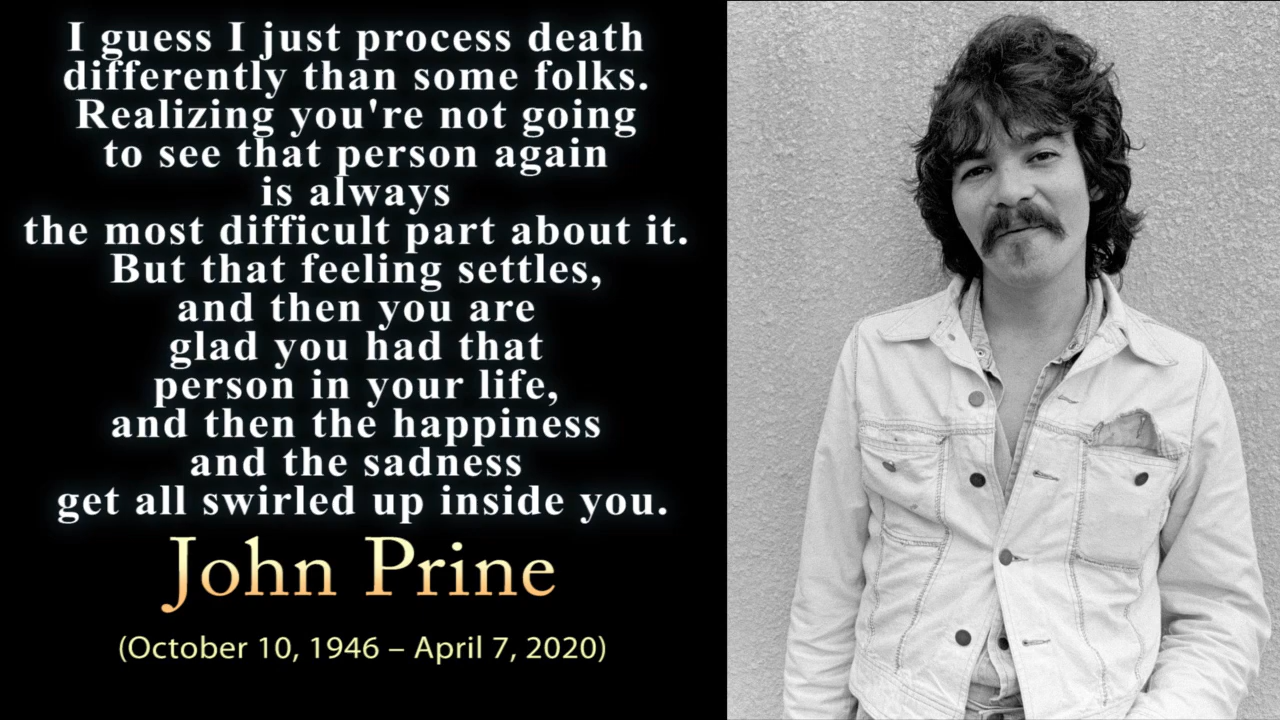 I guess I just process death
differently than some folks.
Realizing you're not going
to see that person again
is always
the most difficult part about it.
But that feeling settles,
and then you are
glad you had that
person in your life,
and then the happiness
and the sadness
get all swirled up inside you.
John Prine
(October 10, 1946 – April 7, 2020)